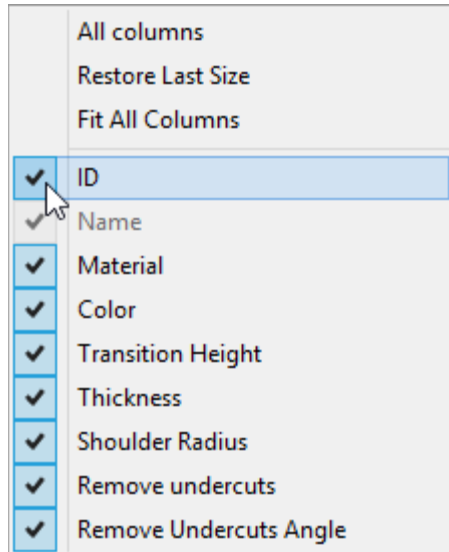 All columns
Restore Last Size
Fit All Columns
ID
Name
Material
Color
Transition Height
Thickness
Shoulder Radius
Remove undercuts
Remove Undercuts Angle